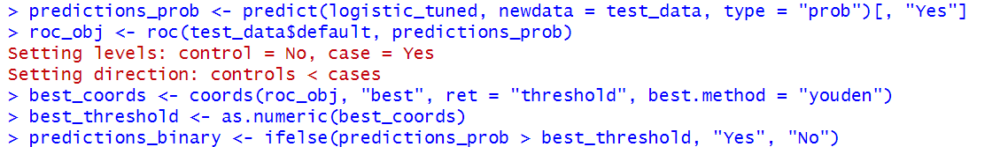 > predictions_prob <- predict(logistic_tuned, newdata = test_data, type = "prob")[, "Yes"]
> roc_obj <- roc(test_data$default, predictions_prob)
Setting levels: control = No, case = Yes
Setting direction: controls < cases
> best_coords <- coords(roc_obj, "best", ret = "threshold", best.method = "youden")
> best_threshold <- as.numeric(best_coords)
> predictions_binary <- ifelse(predictions_prob > best_threshold, "Yes", "No")